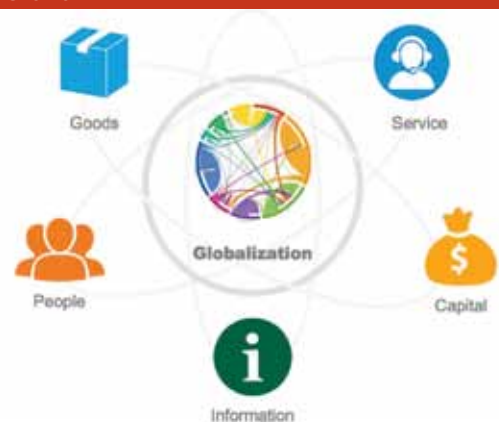 Goods
Service
Globalization
People
Capital
$
i
Information